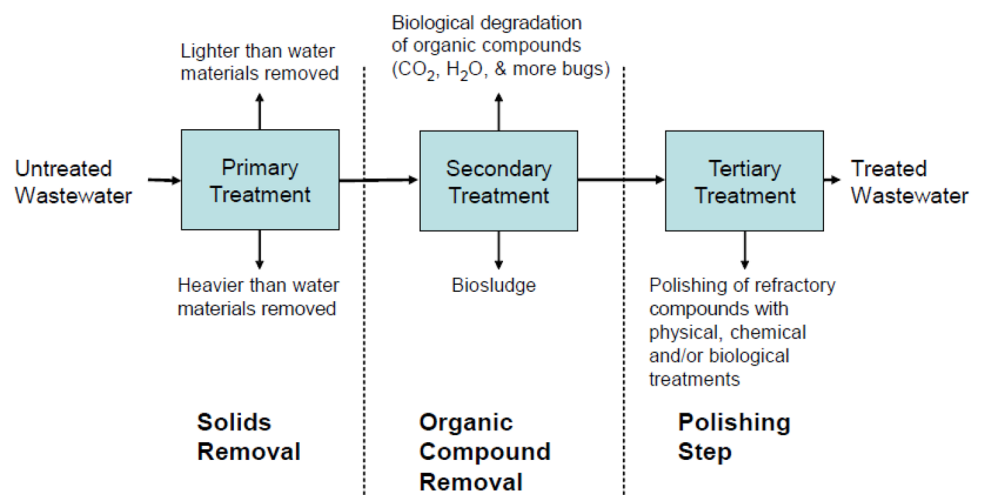 Lighter than water
materials removed
Biological degradation
of organic compounds
(CO₂, H₂O, & more bugs)
Untreated
Wastewater
Primary
Treatment
Secondary
Treatment
Tertiary
Treatment
Treated
Wastewater
Heavier than water
materials removed
Biosludge
Polishing of refractory
compounds with
physical, chemical
and/or biological
treatments
Solids
Removal
Organic
Compound
Removal
Polishing
Step